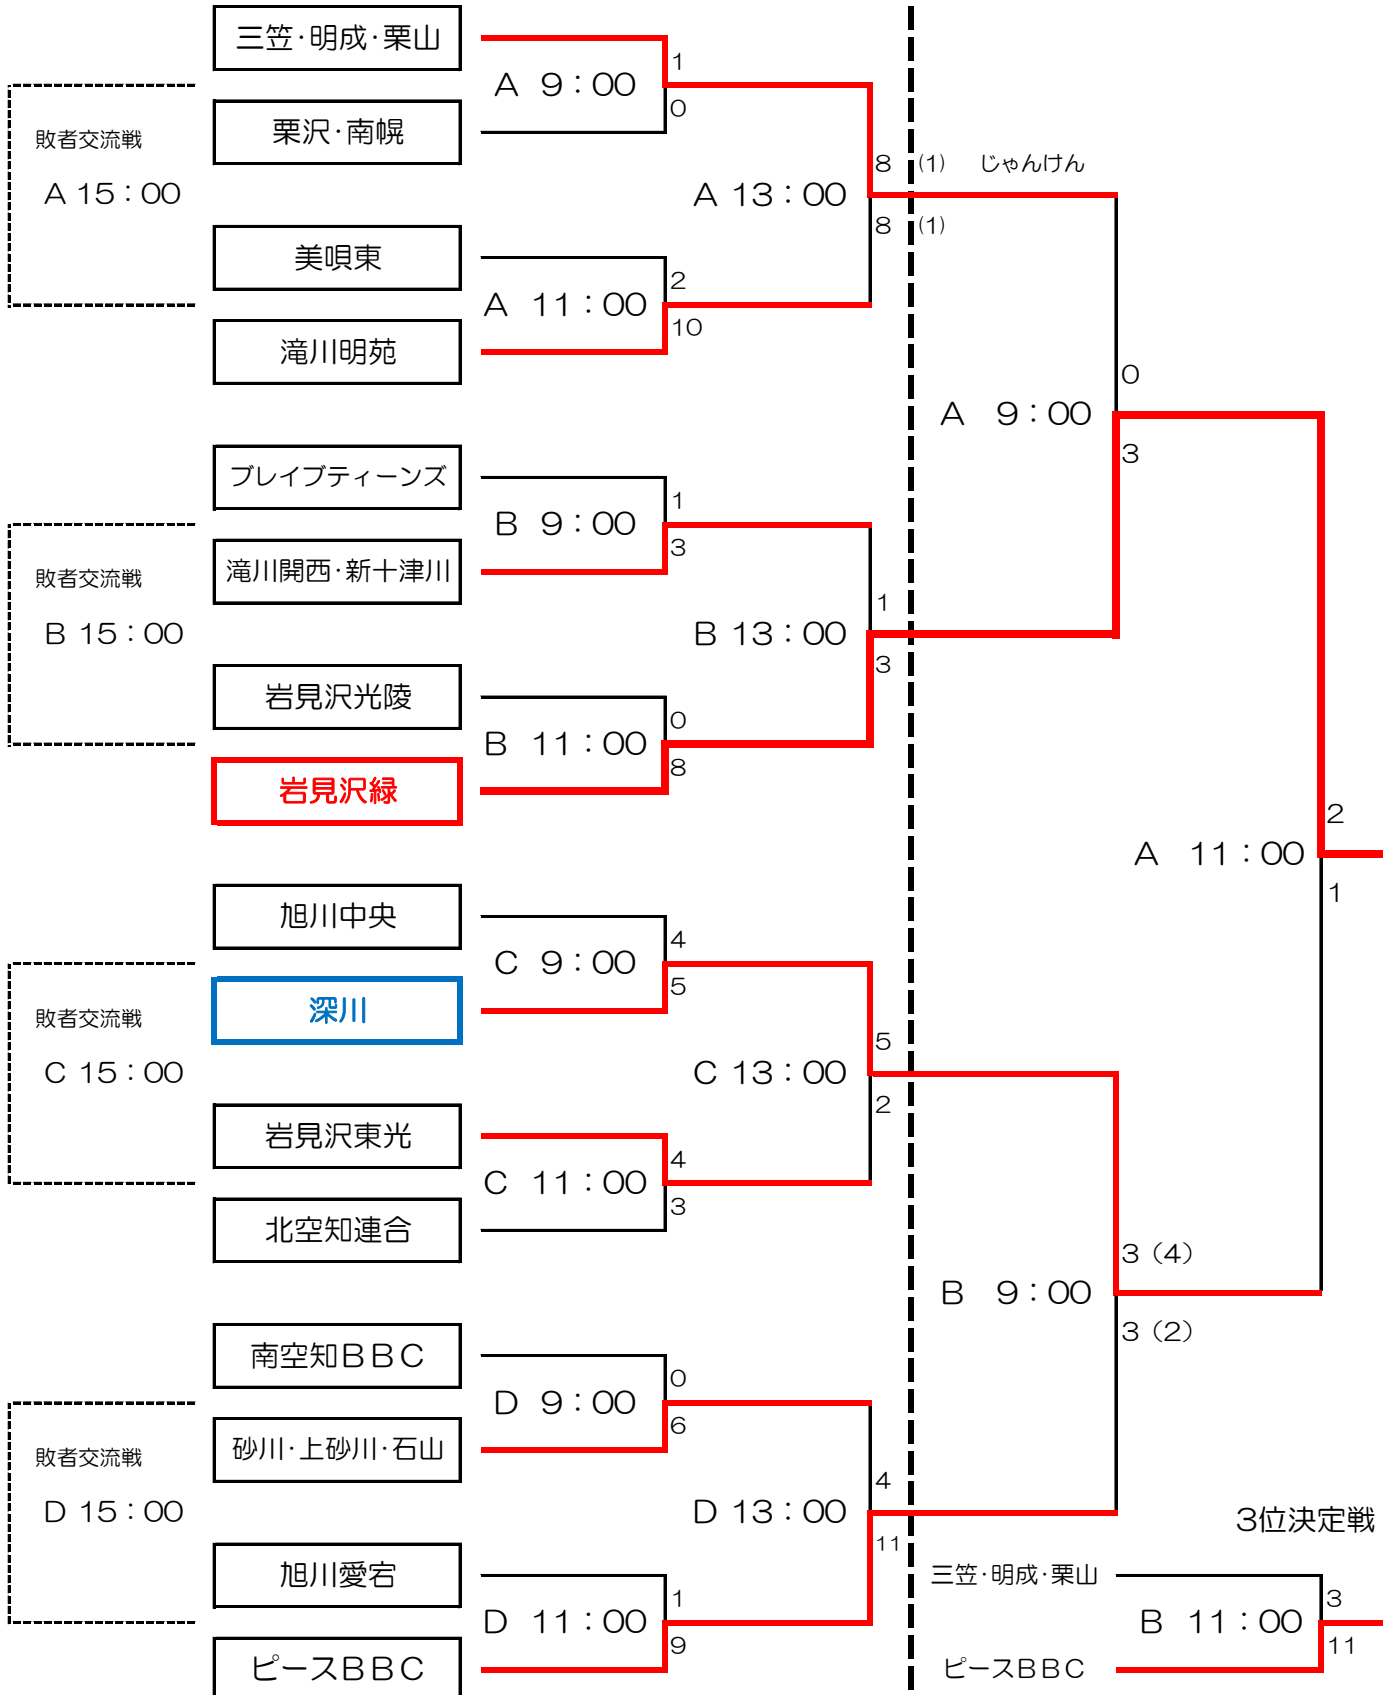 三笠・明成・栗山
A 9：00
1
0
栗沢・南幌
敗者交流戦
A 15：00
A 13：00
8 (1) じゃんけん
8 (1)
美唄東
A 11：00
2
10
滝川明苑
A 9：00
0
3
ブレイブティーンズ
B 9：00
1
3
滝川開西・新十津川
敗者交流戦
B 15：00
B 13：00
1
3
岩見沢光陵
B 11：00
0
8
岩見沢緑
A 11：00
2
1
旭川中央
C 9：00
4
5
深川
敗者交流戦
C 15：00
C 13：00
5
2
岩見沢東光
C 11：00
4
3
北空知連合
B 9：00
3（4）
3（2）
南空知ＢＢＣ
D 9：00
0
6
砂川・上砂川・石山
敗者交流戦
D 15：00
D 13：00
4
11
旭川愛宕
D 11：00
1
9
ピースＢＢＣ
3位決定戦
三笠・明成・栗山
B 11：00
3
11
ピースＢＢＣ